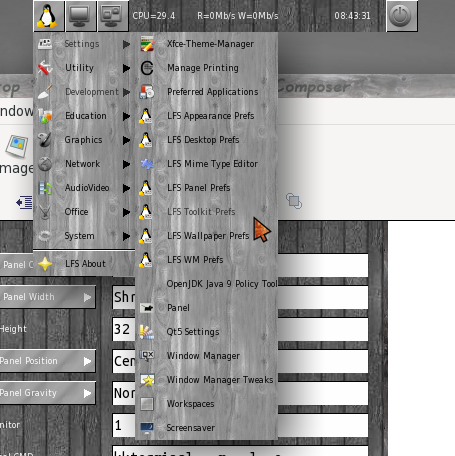 CPU=29.4 R=0Mb/s W=0Mb/s 08:43:31
Settings
Utility
Development
Education
Graphics
Network
AudioVideo
Office
System
LFS About
Xfce-Theme-Manager
Manage Printing
Preferred Applications
LFS Appearance Prefs
LFS Desktop Prefs
LFS Mime Type Editor
LFS Panel Prefs
LFS Toolkit Prefs
LFS Wallpaper Prefs
LFS WM Prefs
OpenJDK Java 9 Policy Tool
Panel
Qt5 Settings
Window Manager
Window Manager Tweaks
Workspaces
Screensaver
Composer
ndow
mage
Panel C
Panel Width
Shr
Height
32
Panel Position
Cen
Panel Gravity
Nor
nitor
1